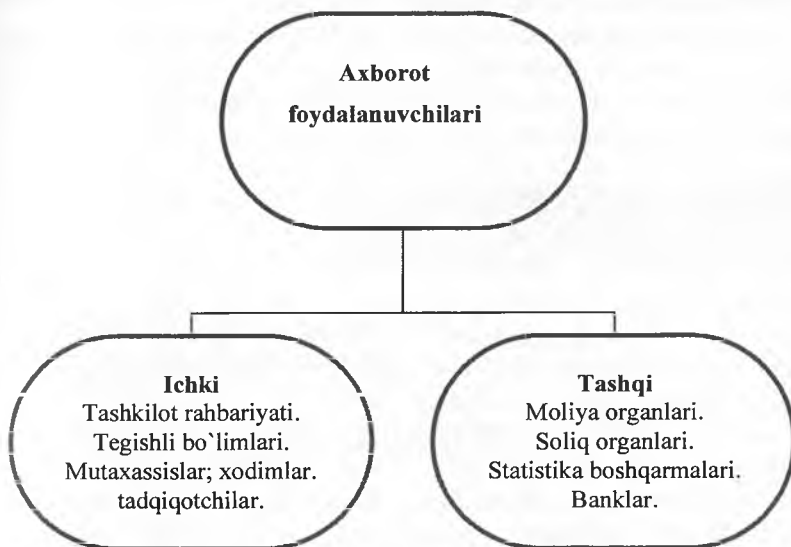 Axborot
foydalanuvchilari
Ichki
Tashkilot rahbariyati.
Tegishli bo`limlari.
Mutaxassislar; xodimlar.
tadqiqotchilar.
Tashqi
Moliya organlari.
Soliq organlari.
Statistika boshqarmalari.
Banklar.